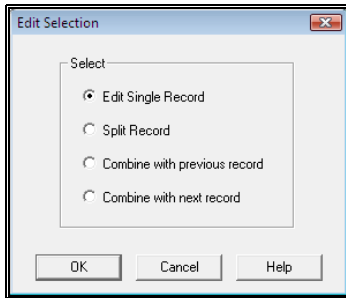 Edit Selection
Select
Edit Single Record
Split Record
Combine with previous record
Combine with next record
OK Cancel Help